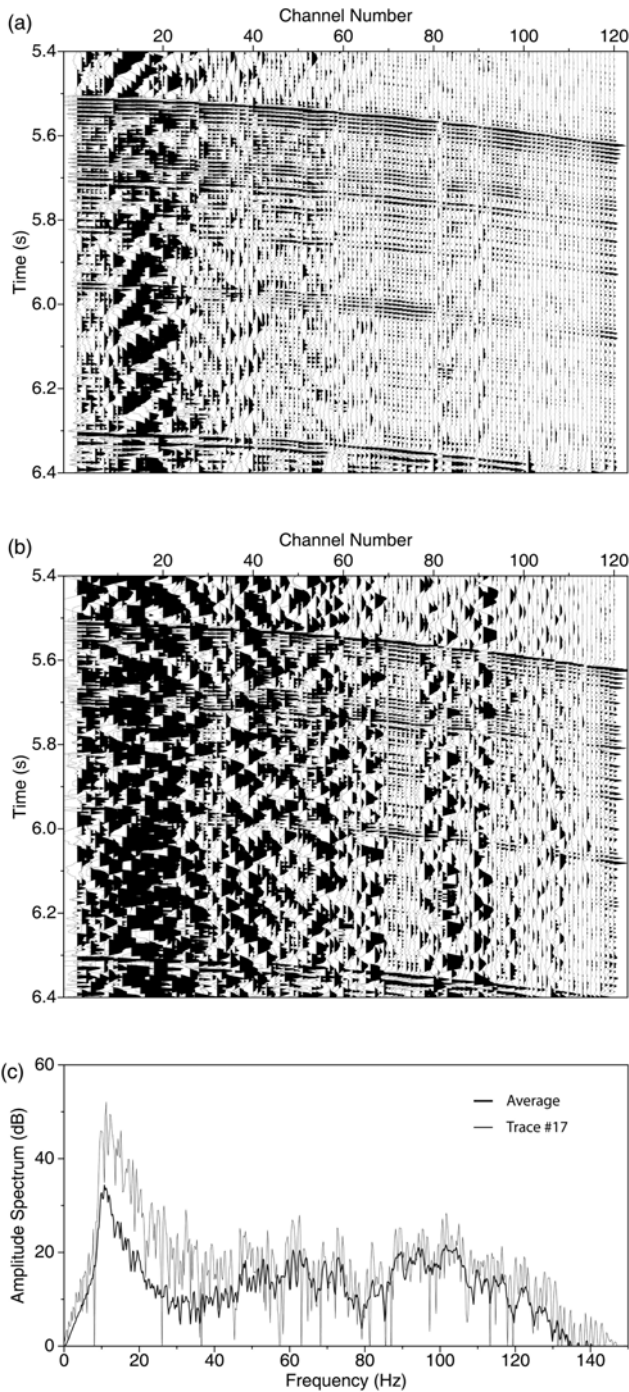 (a)
Channel Number
20 40 60 80 100 120
5.4
5.6
5.8
6.0
6.2
6.4
Time (s)
(b)
Channel Number
20 40 60 80 100 120
5.4
5.6
5.8
6.0
6.2
6.4
Time (s)
(c)
60
40
20
0
Amplitude Spectrum (dB)
Average
Trace #17
0 20 40 60 80 100 120 140
Frequency (Hz)